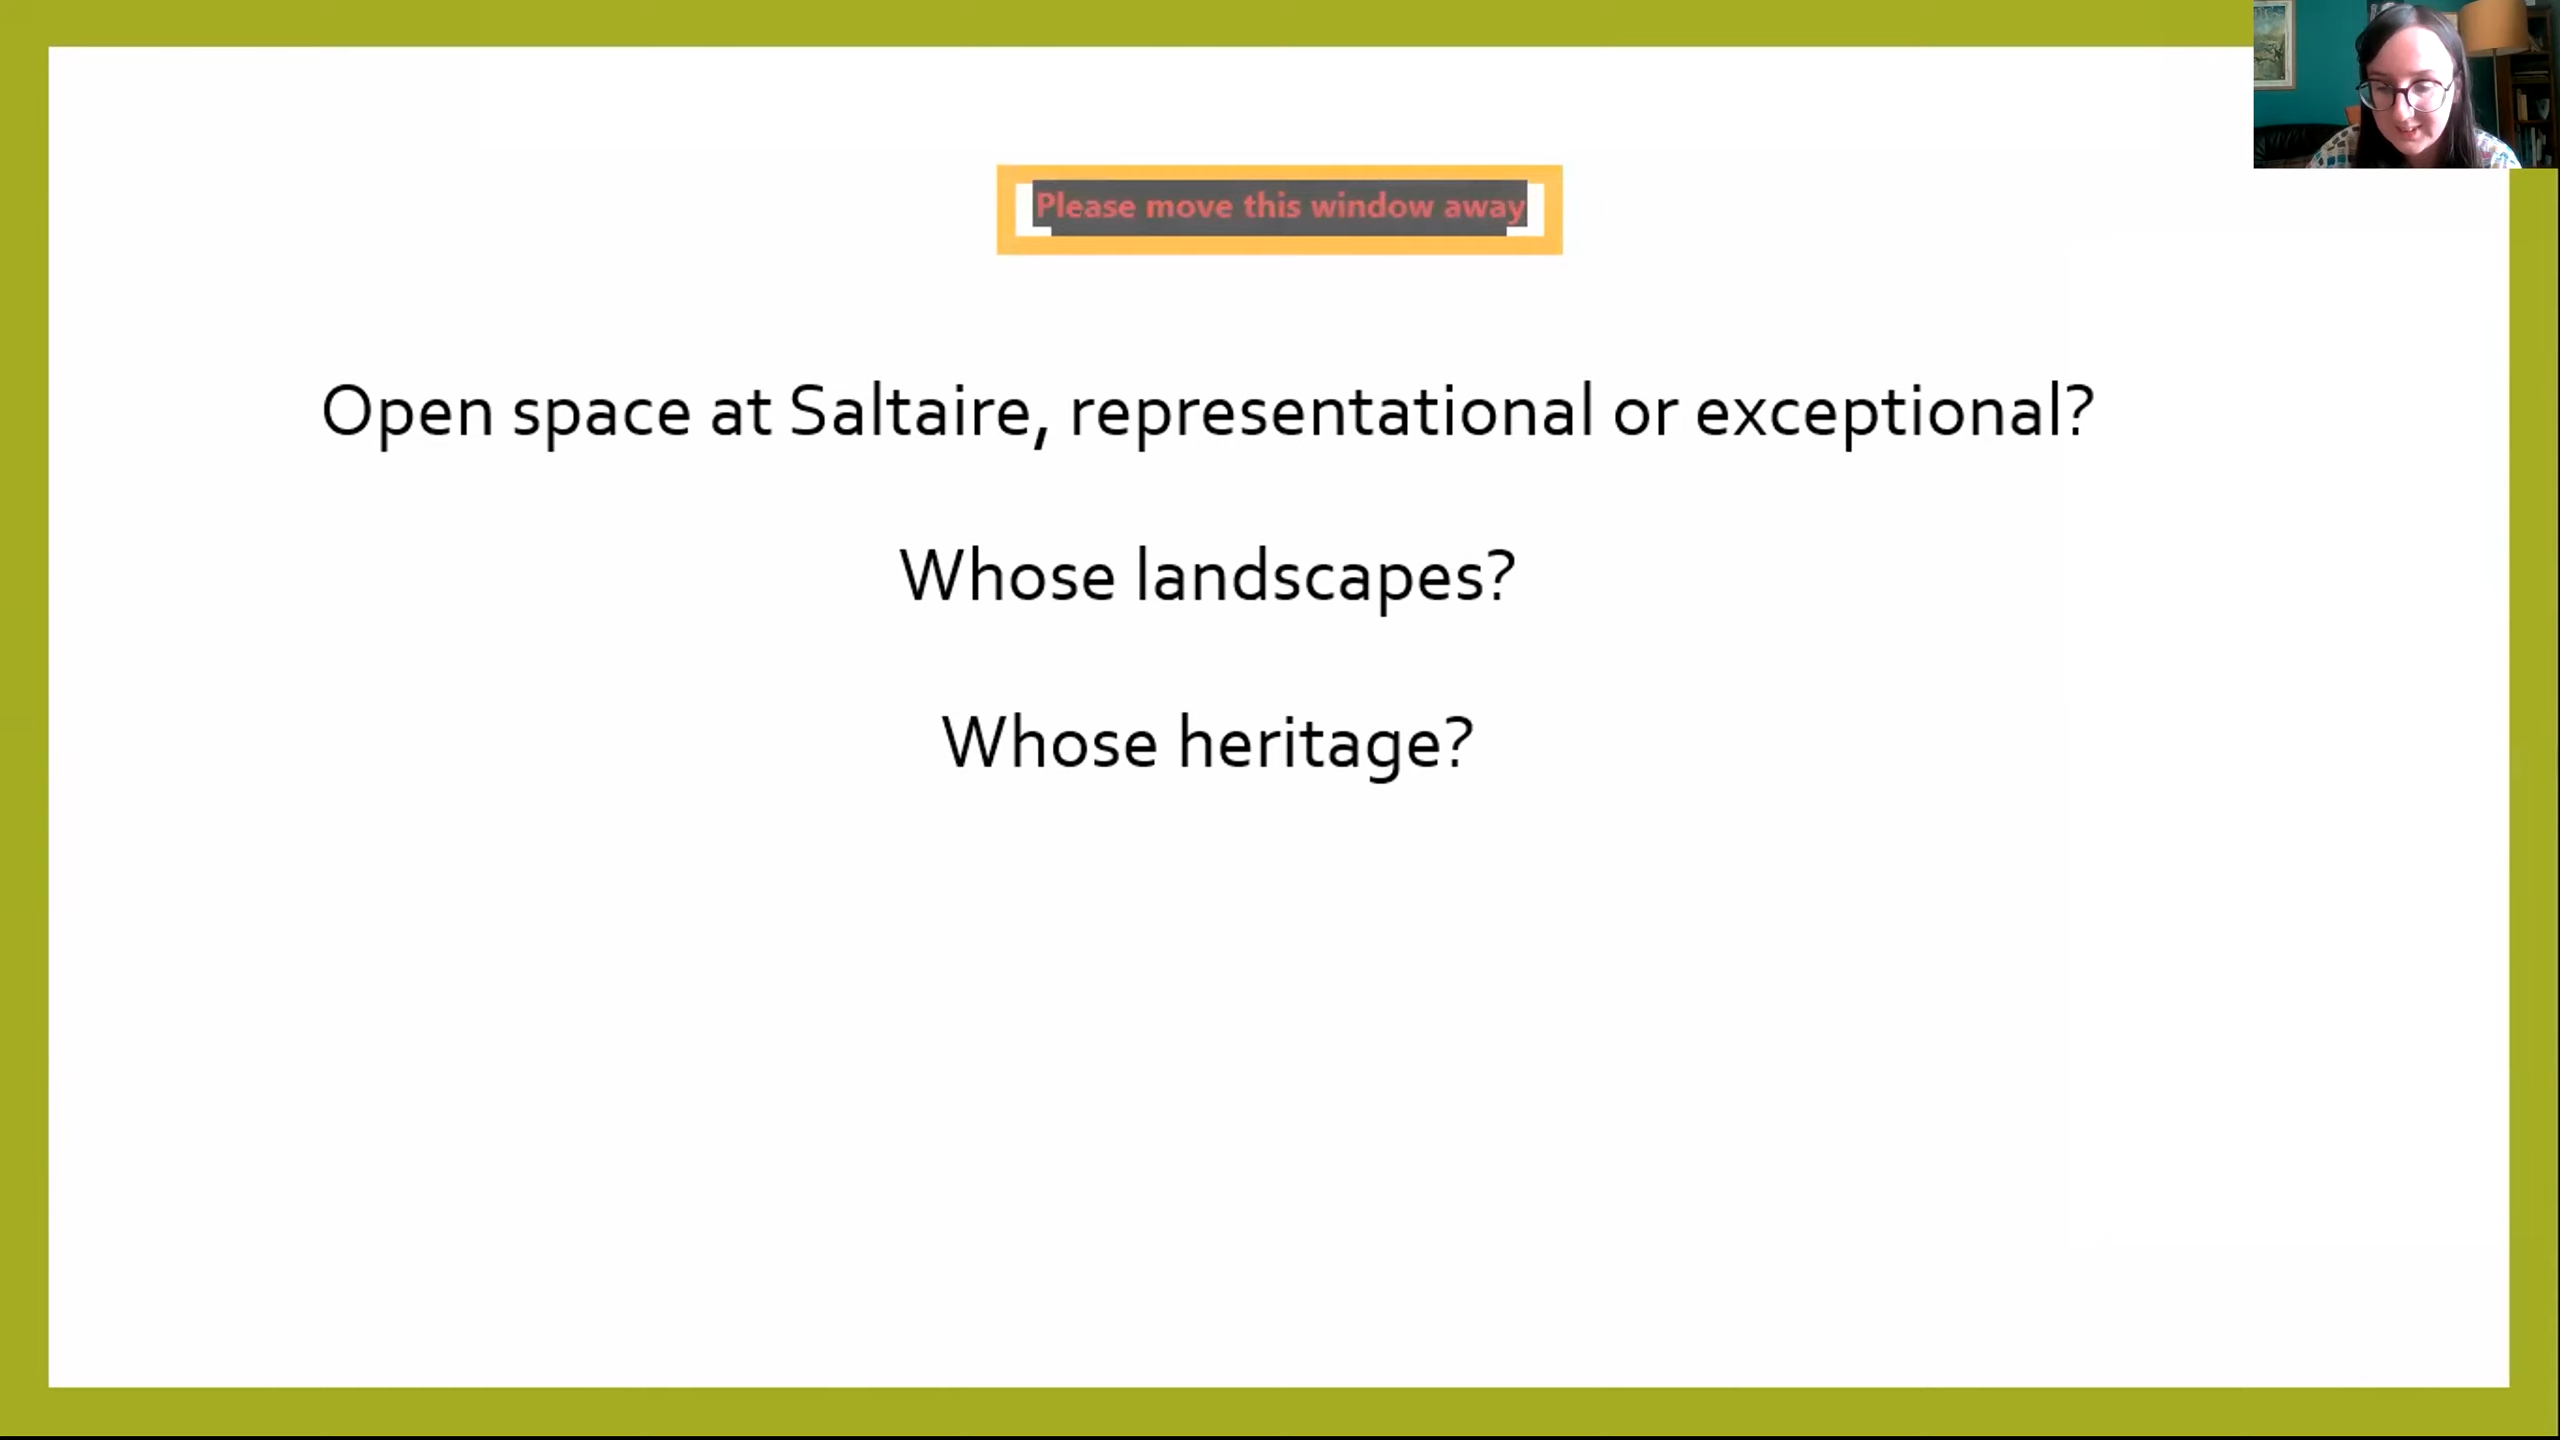 Please move this window away
Open space at Saltaire, representational or exceptional?
Whose landscapes?
Whose heritage?